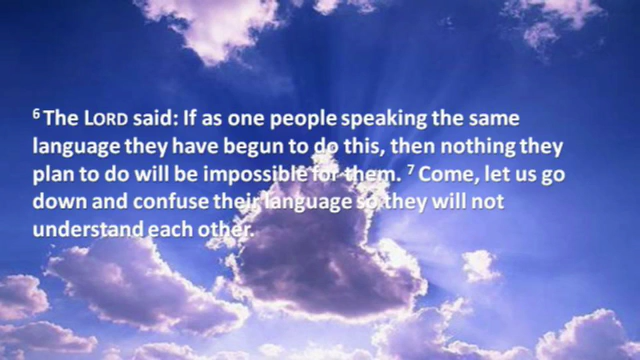 6 The LORD said: If as one people speaking the same
language they have begun to do this, then nothing they
plan to do will be impossible for them. 7 Come, let us go
down and confuse their language so they will not
understand each other.